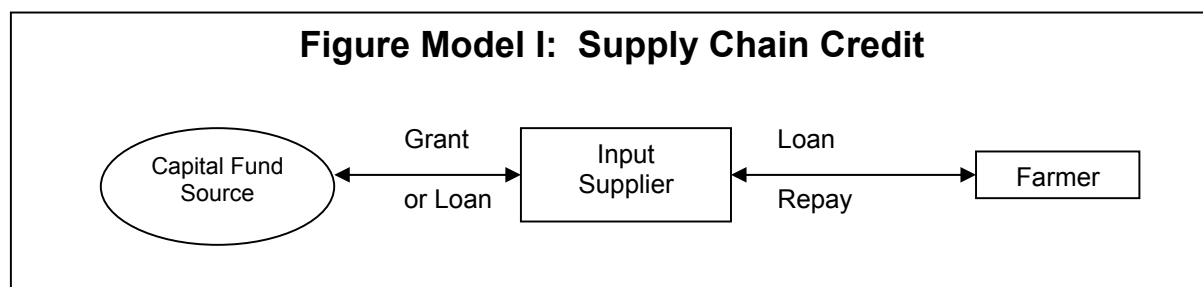 Figure Model I: Supply Chain Credit
Capital Fund
Source
Grant
or Loan
Input
Supplier
Loan
Repay
Farmer